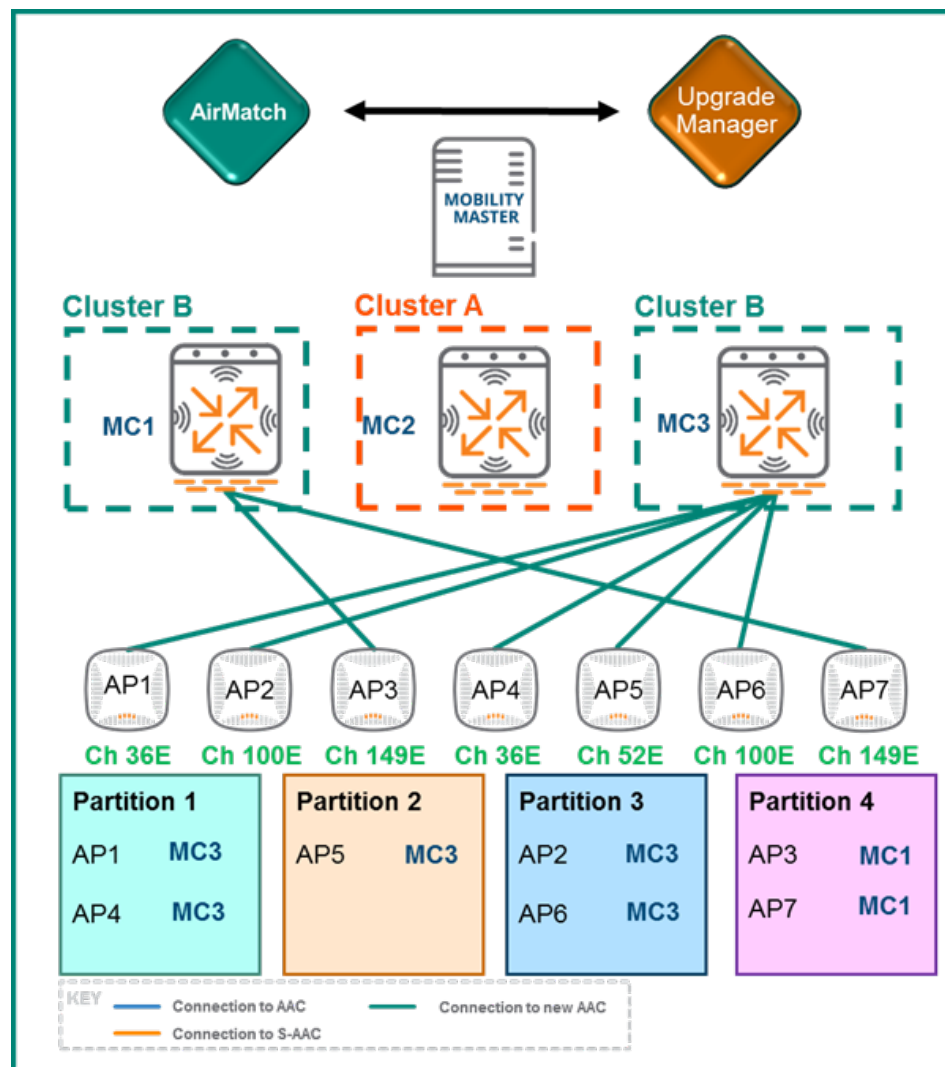 AirMatch
Upgrade
Manager
MOBILITY
MASTER
Cluster B
Cluster A
Cluster B
MC1
MC2
MC3
AP1
AP2
AP3
AP4
AP5
AP6
AP7
Ch 36E
Ch 100E
Ch 149E
Ch 36E
Ch 52E
Ch 100E
Ch 149E
Partition 1
AP1 MC3
AP4 MC3
Partition 2
AP5 MC3
Partition 3
AP2 MC3
AP6 MC3
Partition 4
AP3 MC1
AP7 MC1
KEY
Connection to AAC
Connection to new AAC
Connection to S-AAC